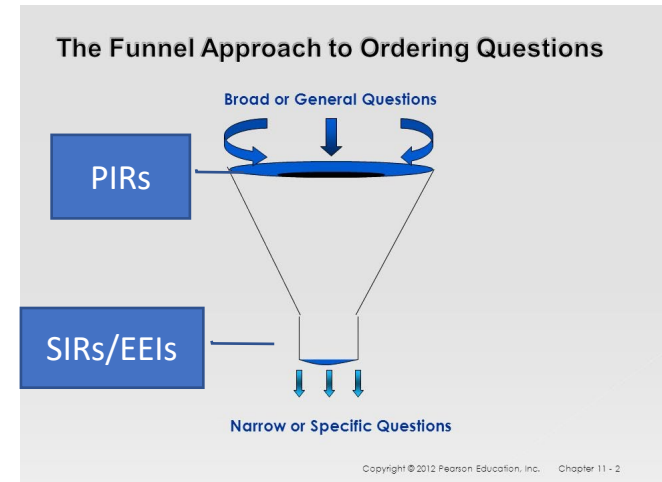 The Funnel Approach to Ordering Questions
Broad or General Questions
PIRs
SIRs/EEIs
Narrow or Specific Questions
Copyright © 2012 Pearson Education, Inc. Chapter 11 - 2